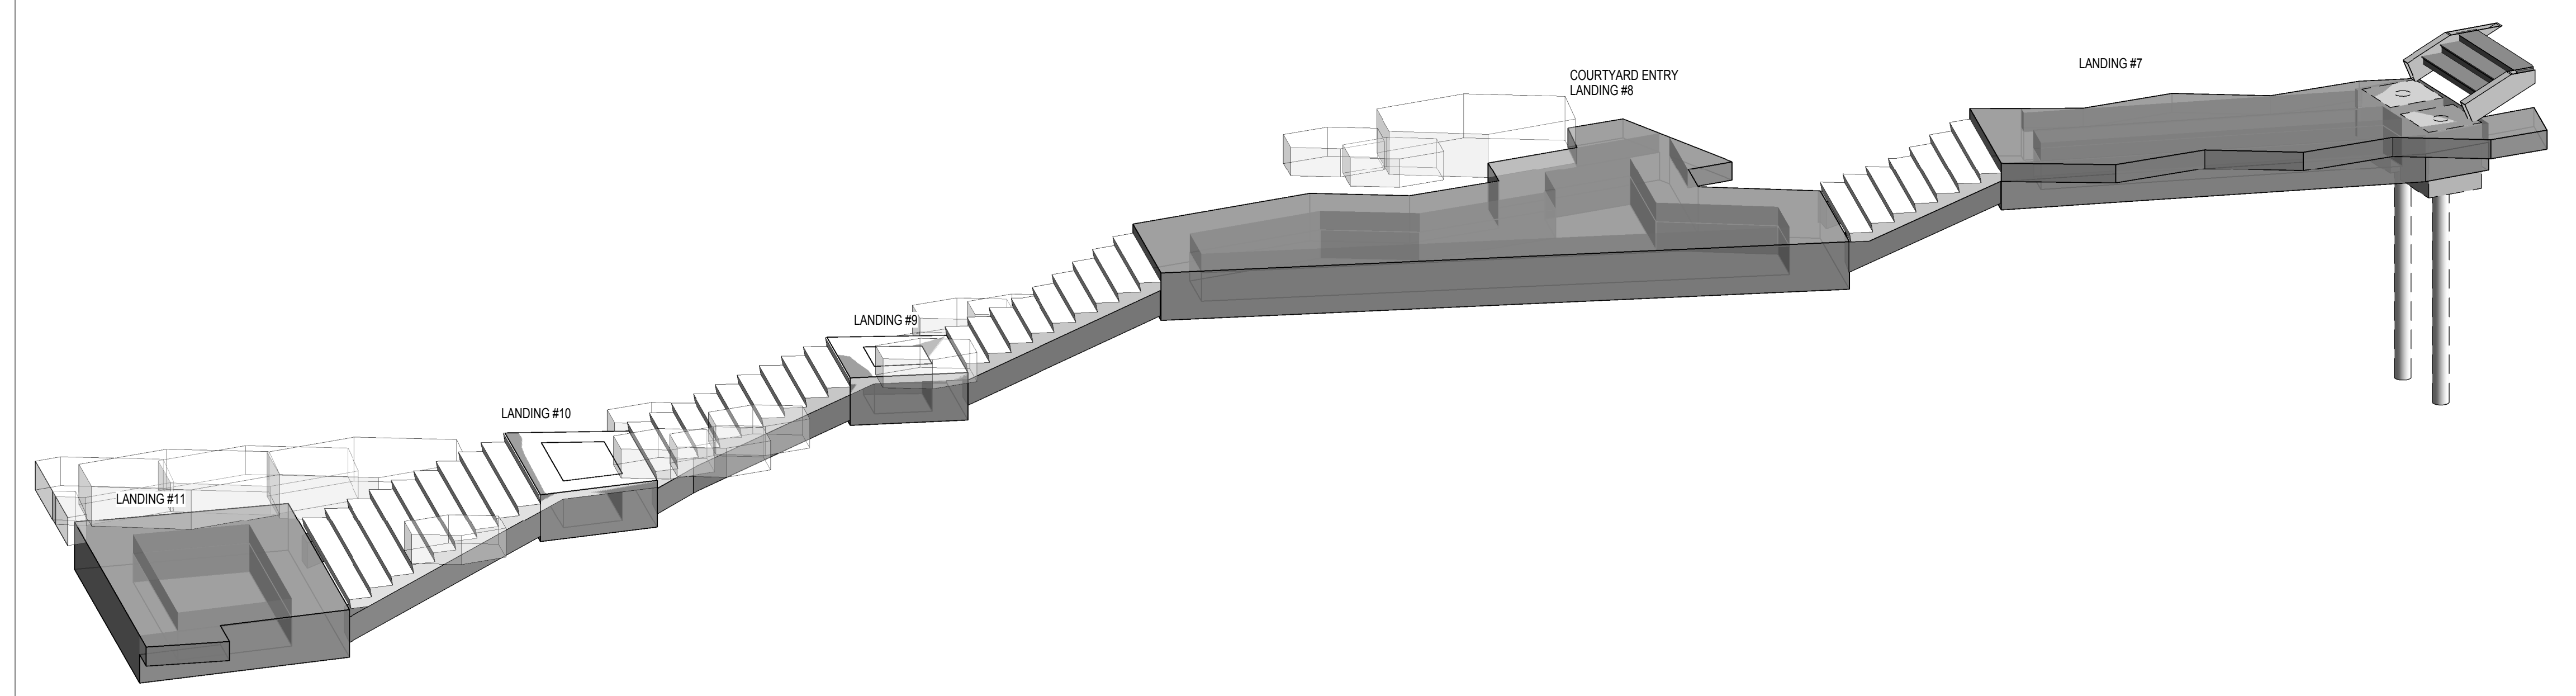 LANDING #7
COURTYARD ENTRY
LANDING #8
LANDING #9
LANDING #10
LANDING #11